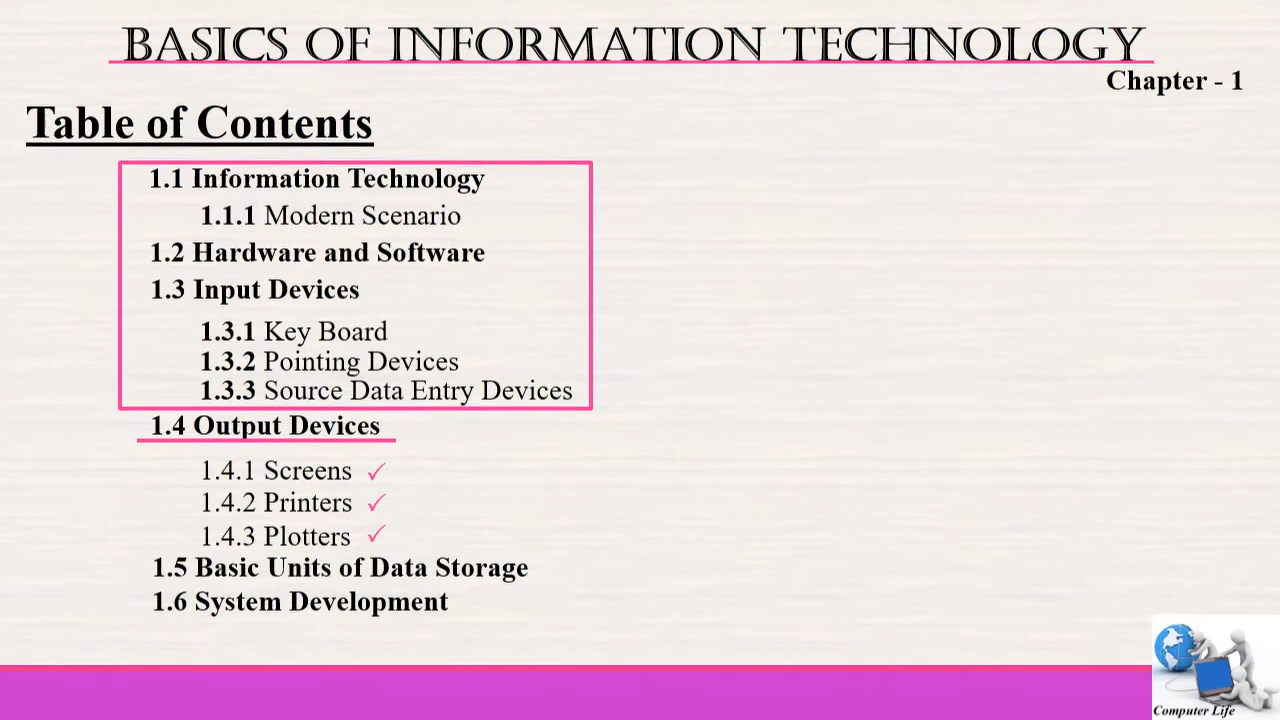 BASICS OF INFORMATION TECHNOLOGY
Chapter - 1
Table of Contents
1.1 Information Technology
1.1.1 Modern Scenario
1.2 Hardware and Software
1.3 Input Devices
1.3.1 Key Board
1.3.2 Pointing Devices
1.3.3 Source Data Entry Devices
1.4 Output Devices
1.4.1 Screens ✓
1.4.2 Printers ✓
1.4.3 Plotters ✓
1.5 Basic Units of Data Storage
1.6 System Development
Computer Life